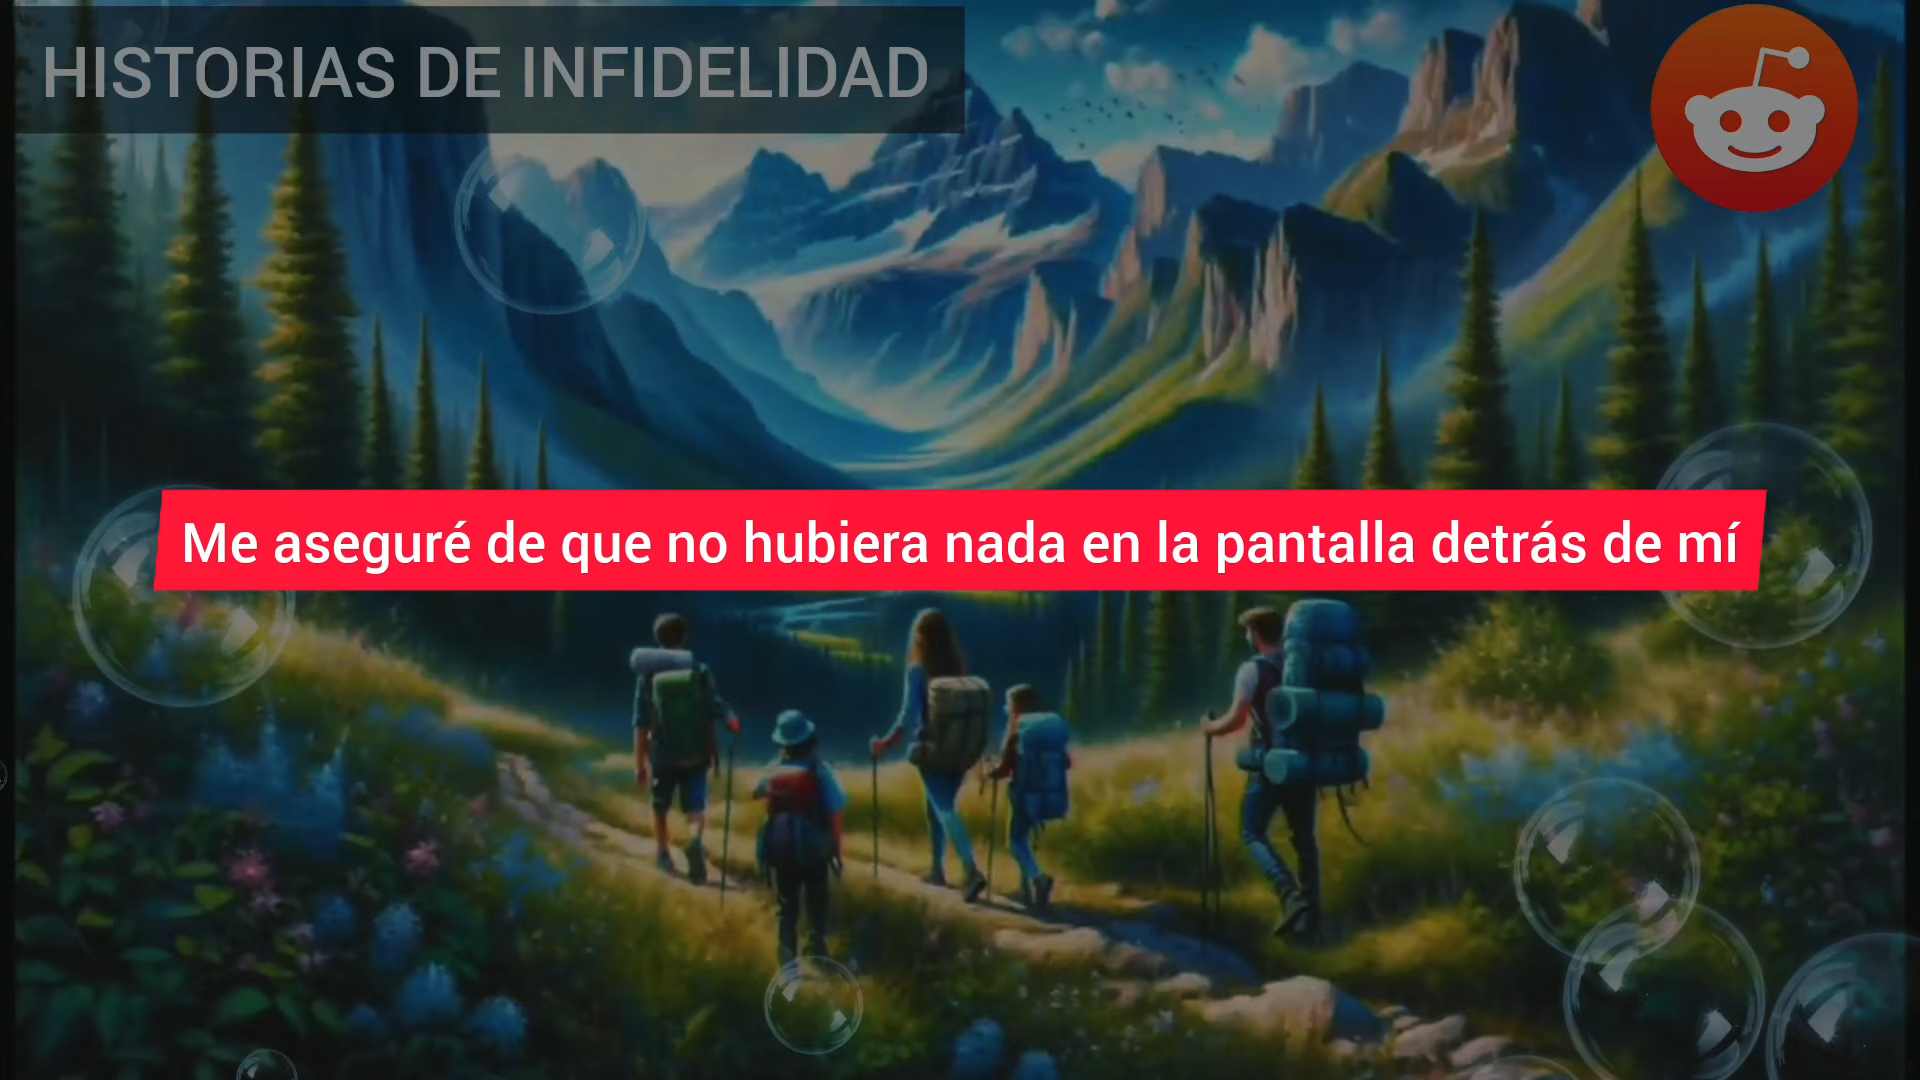 HISTORIAS DE INFIDELIDAD
Me aseguré de que no hubiera nada en la pantalla detrás de mí